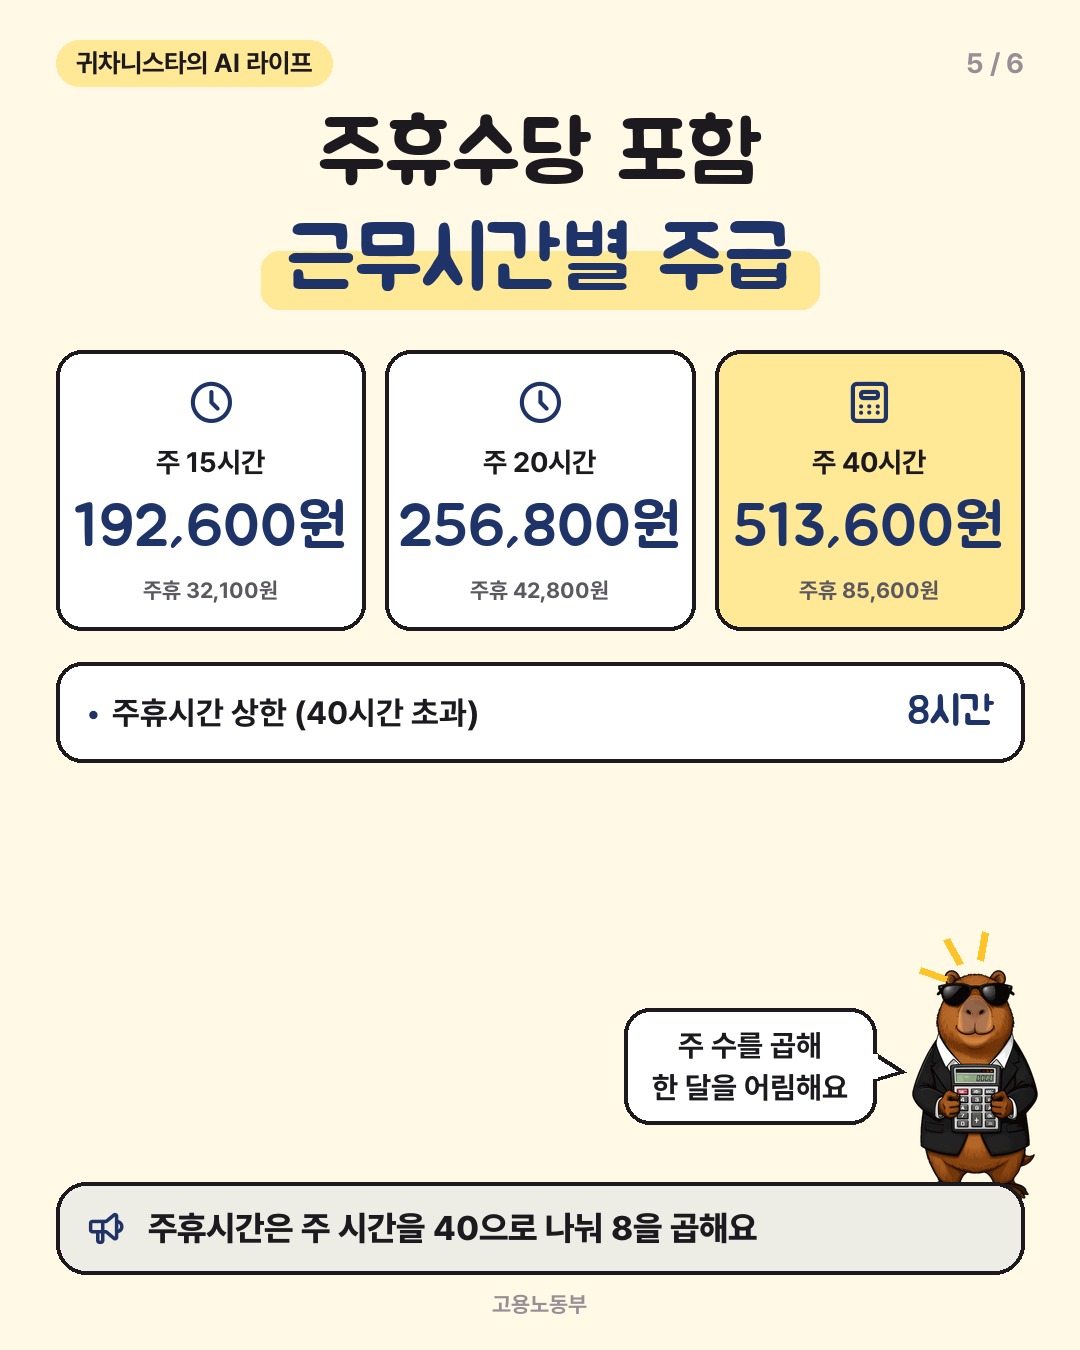 귀차니스타의 AI 라이프
5 / 6
주휴수당 포함
근무시간별 주급
주 15시간
192,600원
주휴 32,100원
주 20시간
256,800원
주휴 42,800원
주 40시간
513,600원
주휴 85,600원
• 주휴시간 상한 (40시간 초과)
8시간
주 수를 곱해
한 달을 어림해요
주휴시간은 주 시간을 40으로 나눠 8을 곱해요
고용노동부